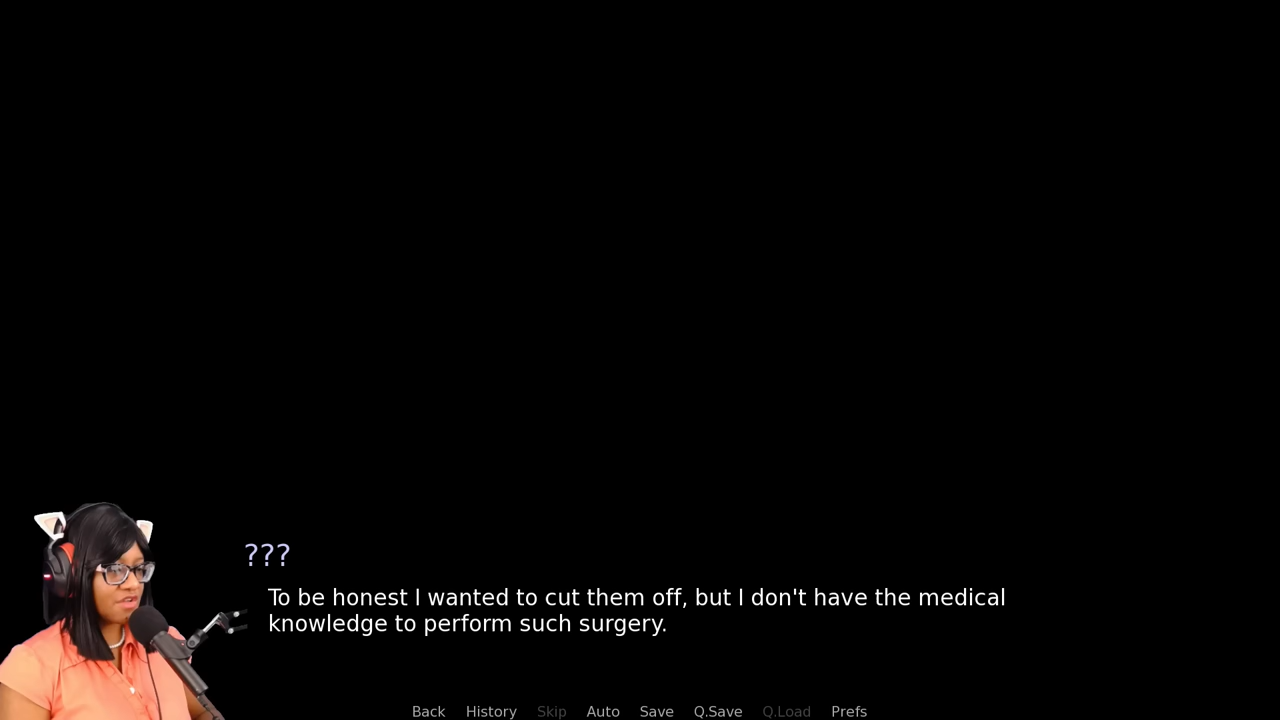 ???
To be honest I wanted to cut them off, but I don't have the medical
knowledge to perform such surgery.
Back History Skip Auto Save Q.Save Q.Load Prefs